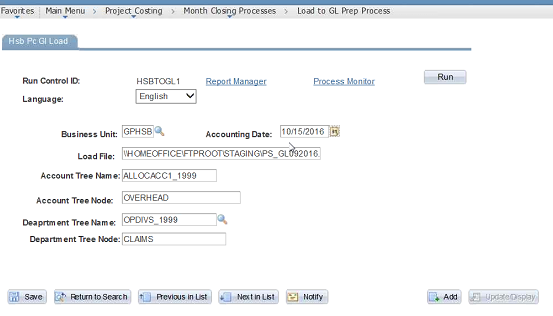 Favorites Main Menu > Project Costing > Month Closing Processes > Load to GL Prep Process
Hsb Pc Gl Load
Run Control ID: HSBTOGL1 Report Manager Process Monitor Run
Language: English
Business Unit: GPHSB Accounting Date: 10/15/2016
Load File: \\HOMEOFFICE\FTPROOT\STAGING\PS_GL092016.
Account Tree Name: ALLOCACC1_1999
Account Tree Node: OVERHEAD
Deaprtment Tree Name: OPDIVS_1999
Department Tree Node: CLAIMS
Save Return to Search Previous in List Next in List Notify Add Update/Display